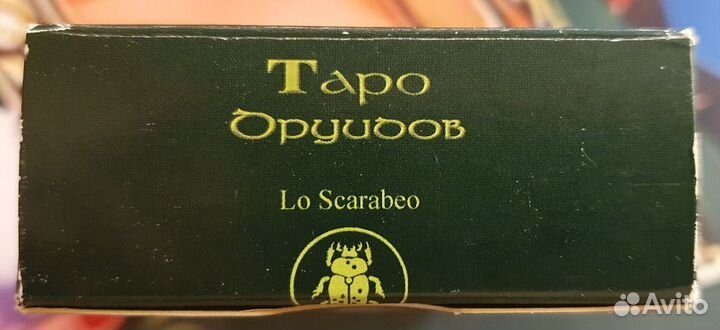 Таро
Друидов
Lo Scarabeo
Avito